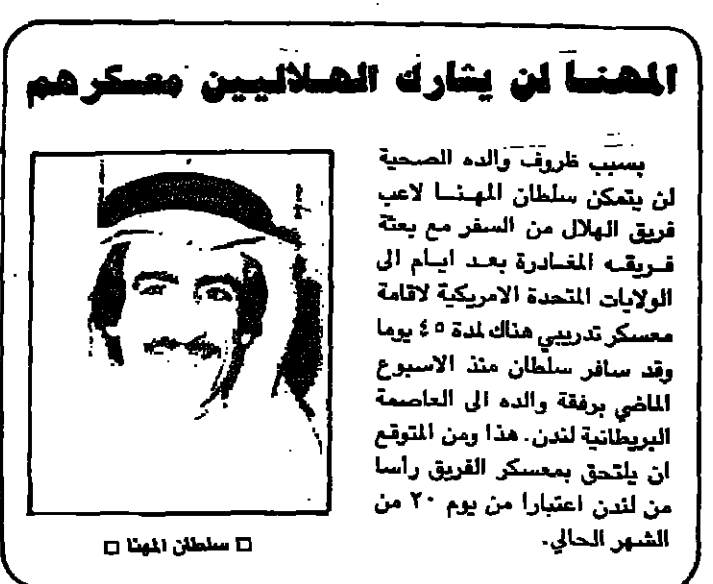 المهنا لن يشارك الهلاليين معسكرهم
بسبب ظروف والده الصحية
لن يتمكن سلطان المهنا لاعب
فريق الهلال من السفر مع بعثة
فريقه المغادرة بعد ايام الى
الولايات المتحدة الامريكية لاقامة
معسكر تدريبي هناك لمدة ٤٥ يوما
وقد سافر سلطان منذ الاسبوع
الماضي برفقة والده الى العاصمة
البريطانية لندن. هذا ومن المتوقع
ان يلتحق بمعسكر الفريق راسا
من لندن اعتبارا من يوم ٢٠ من
الشهر الحالي.
□ سلطان المهنا □